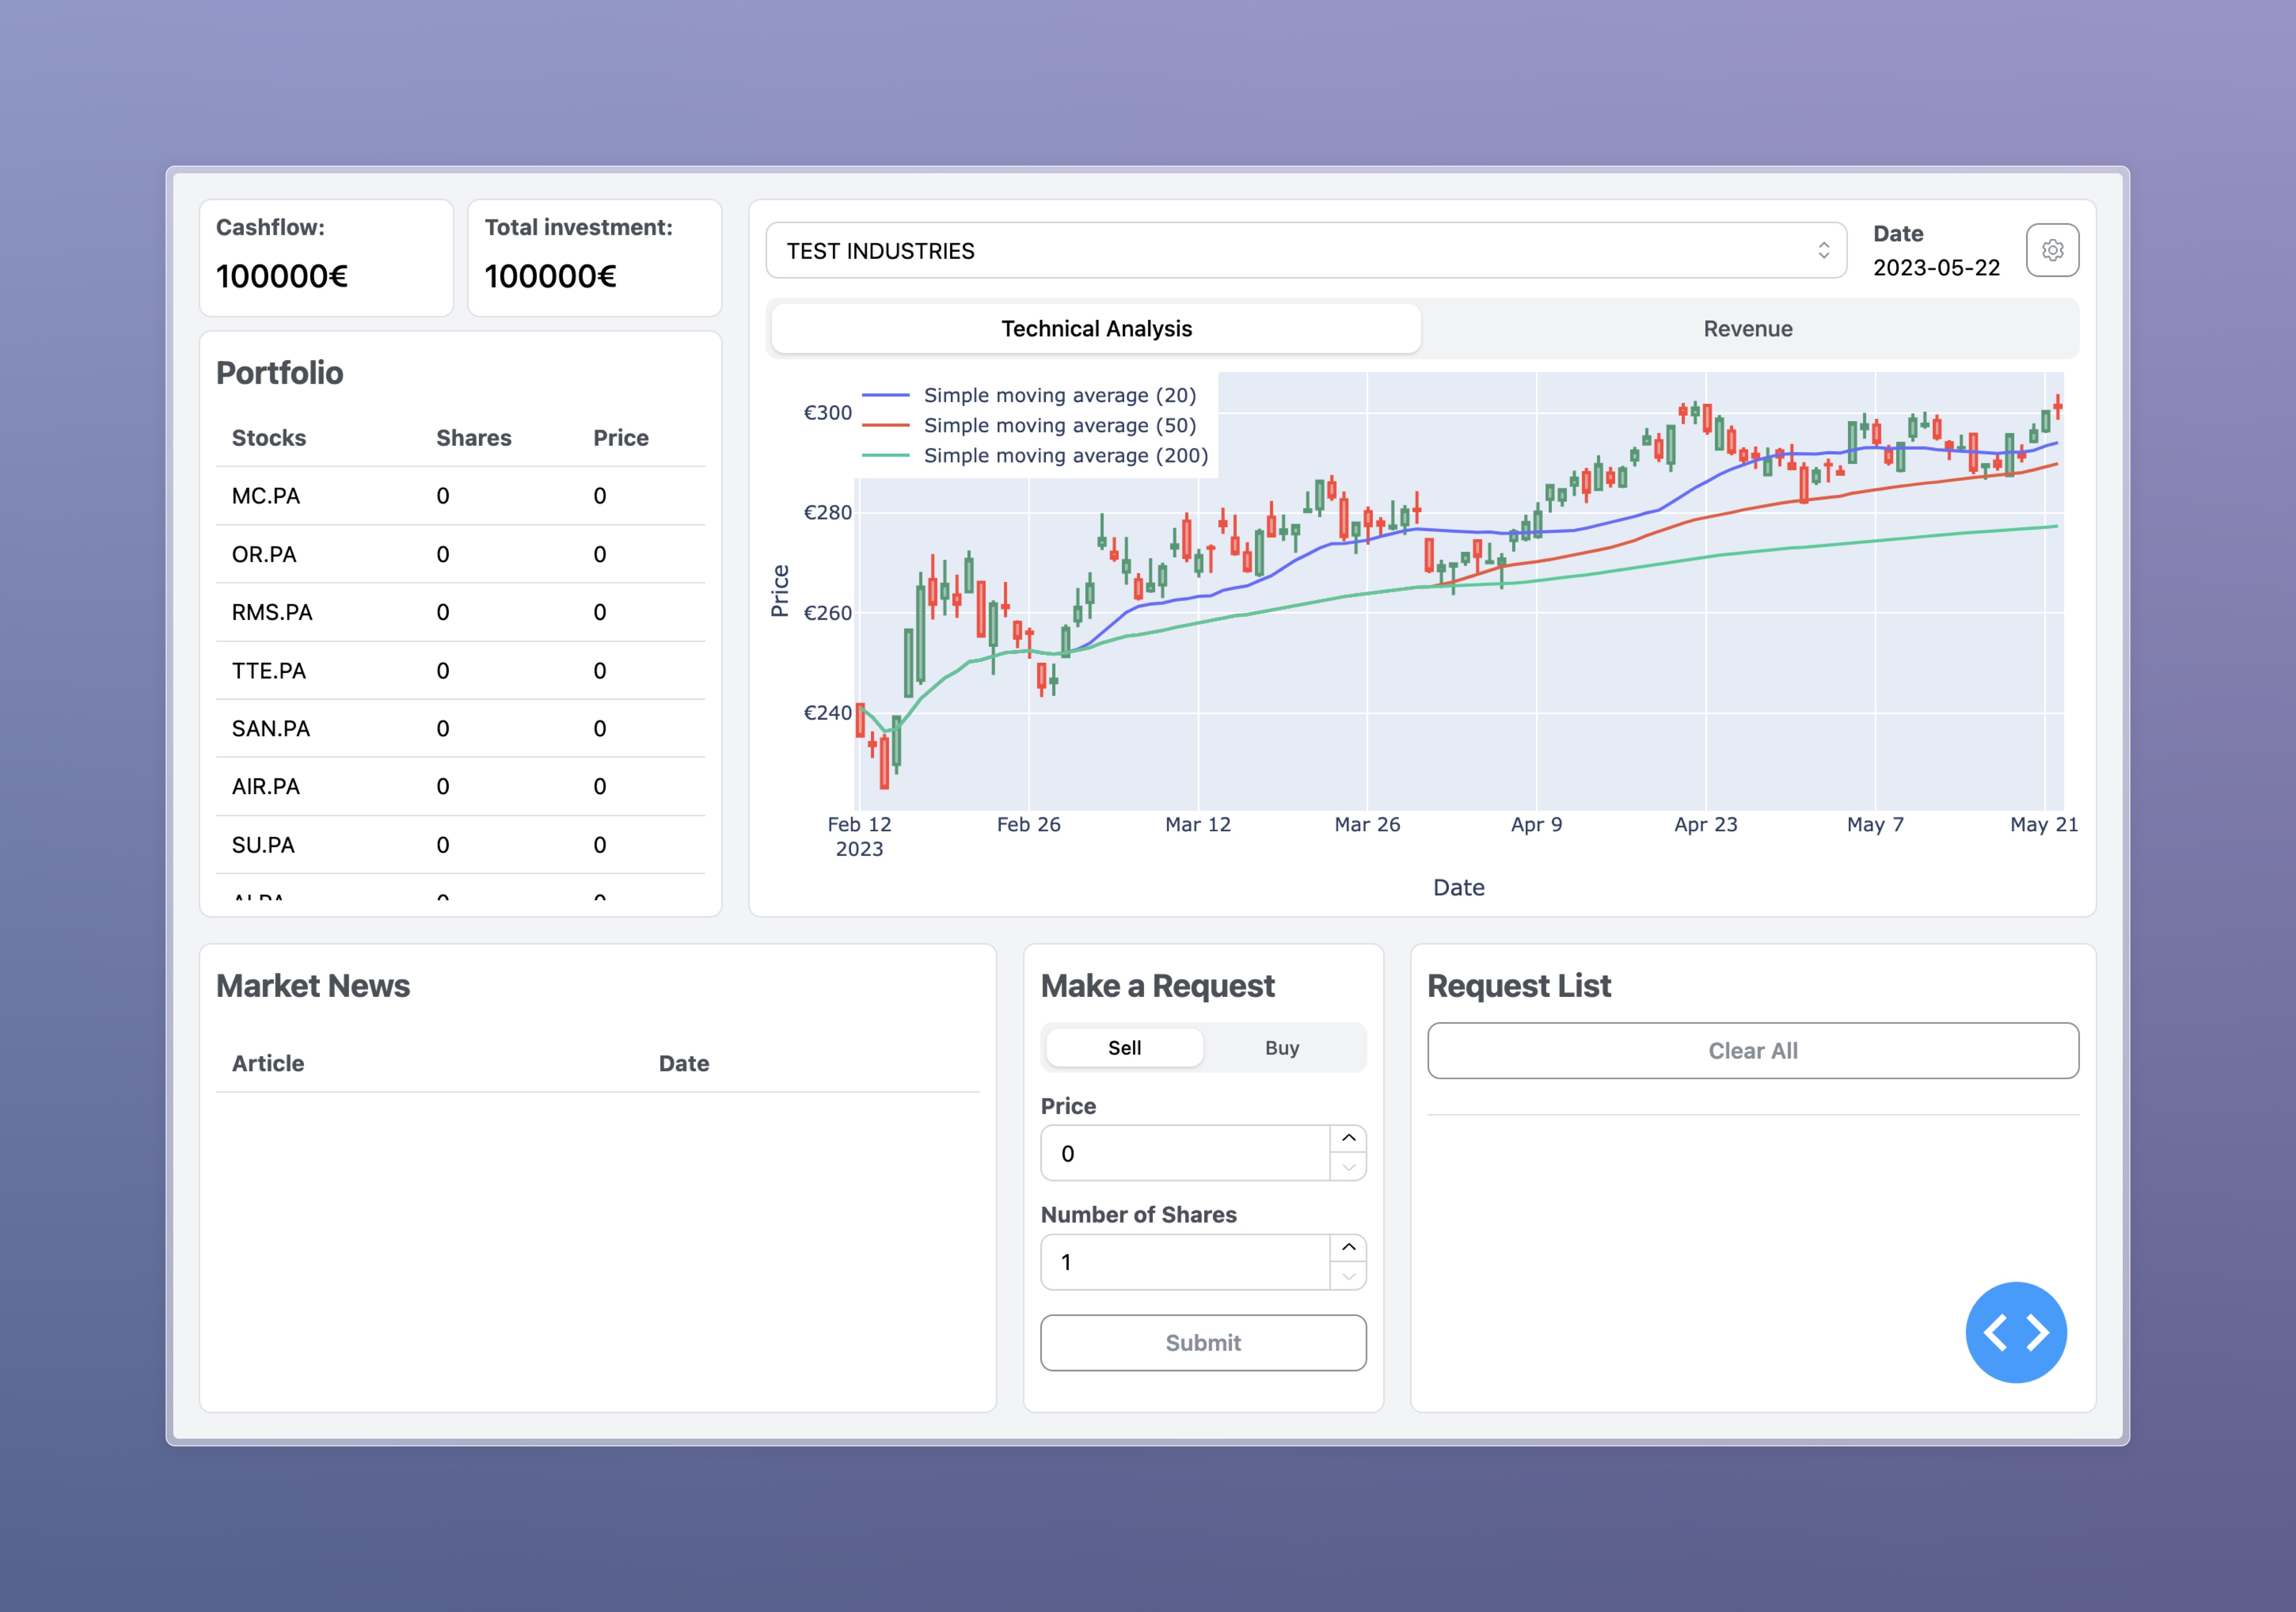 Cashflow:
100000€
Total investment:
100000€
Portfolio
Stocks Shares Price
MC.PA 0 0
OR.PA 0 0
RMS.PA 0 0
TTE.PA 0 0
SAN.PA 0 0
AIR.PA 0 0
SU.PA 0 0
TEST INDUSTRIES
Date
2023-05-22
Technical Analysis Revenue
Simple moving average (20)
Simple moving average (50)
Simple moving average (200)
€300
€280
€260
€240
Price
Feb 12 Feb 26 Mar 12 Mar 26 Apr 9 Apr 23 May 7 May 21
2023
Date
Market News
Article Date
Make a Request
Sell Buy
Price
0
Number of Shares
1
Submit
Request List
Clear All